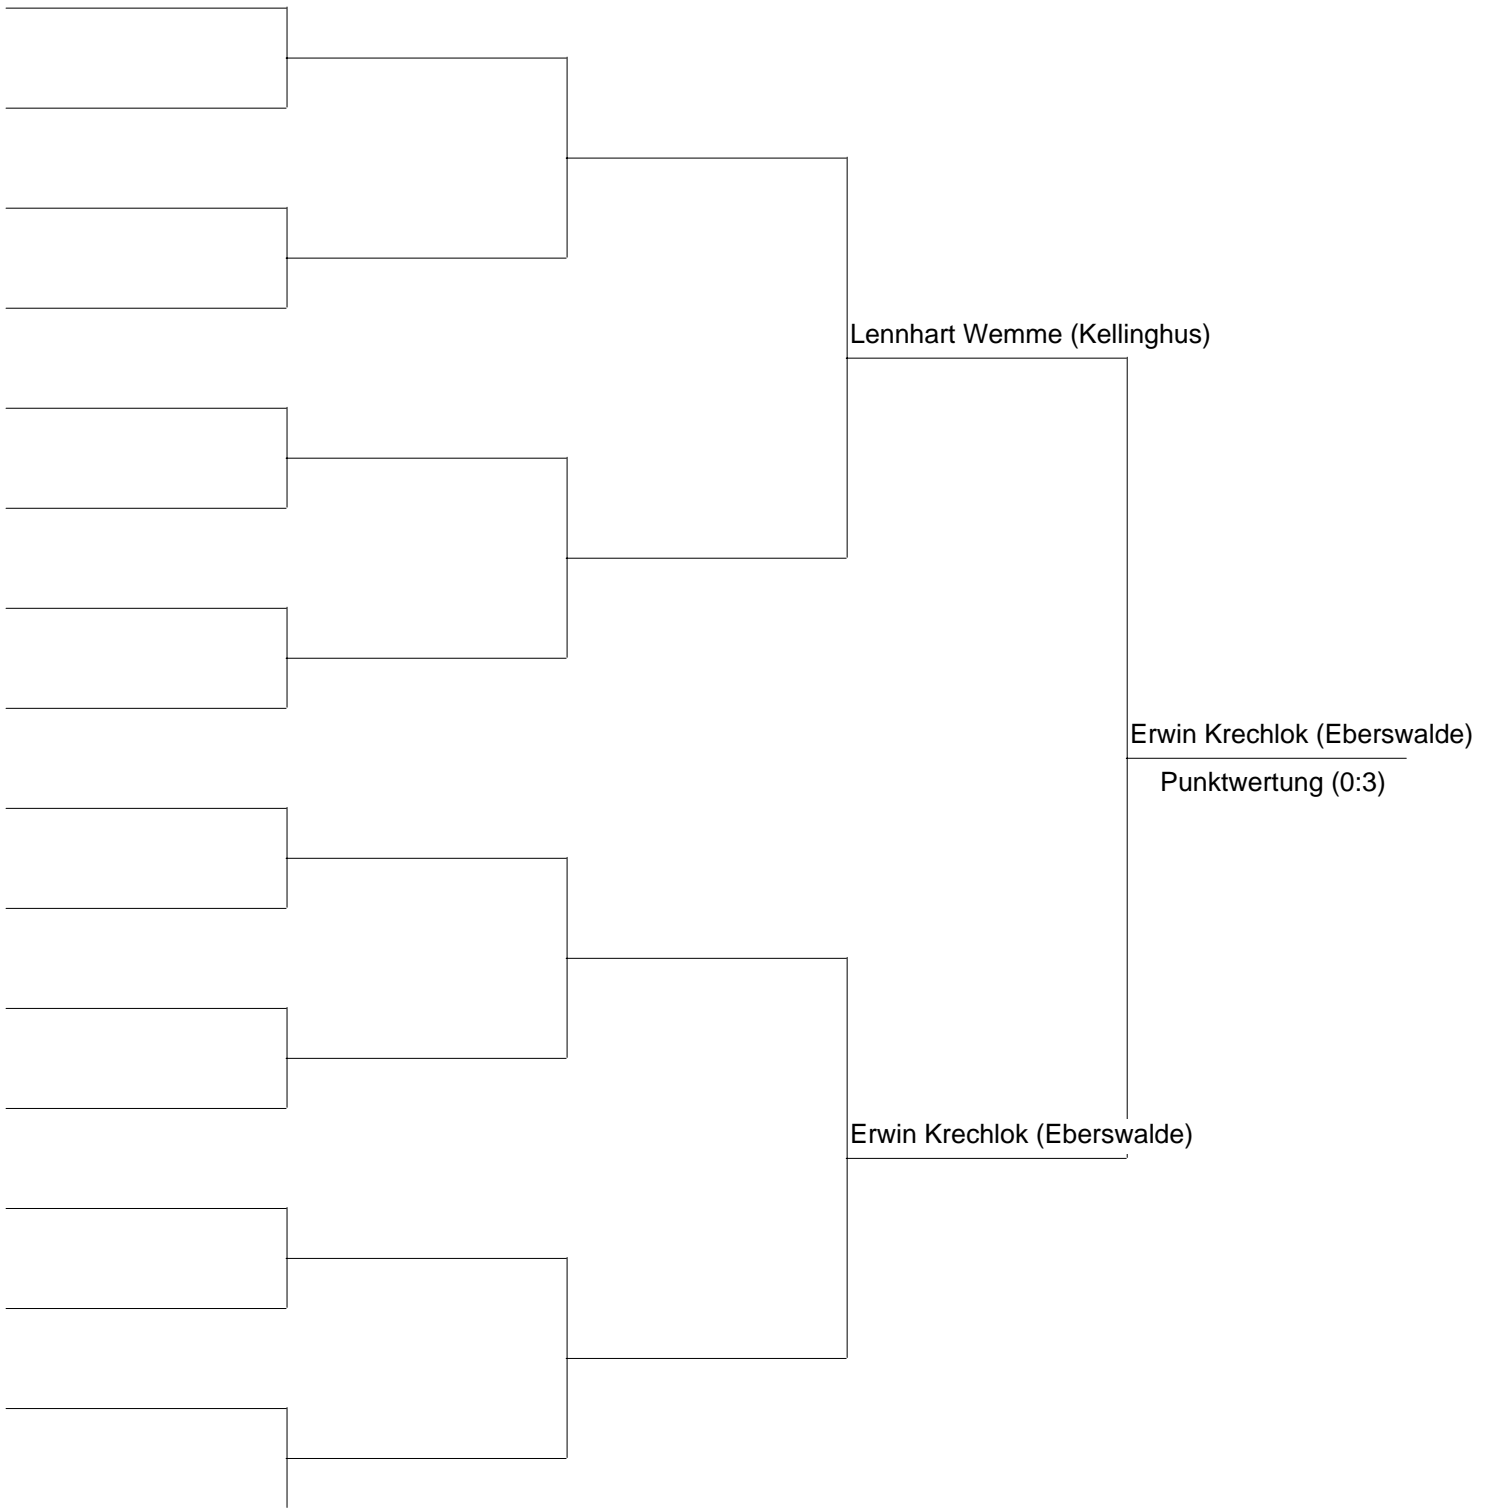 Lennhart Wemme (Kellinghus)
Erwin Krechlok (Eberswalde)
Punktwertung (0:3)
Erwin Krechlok (Eberswalde)